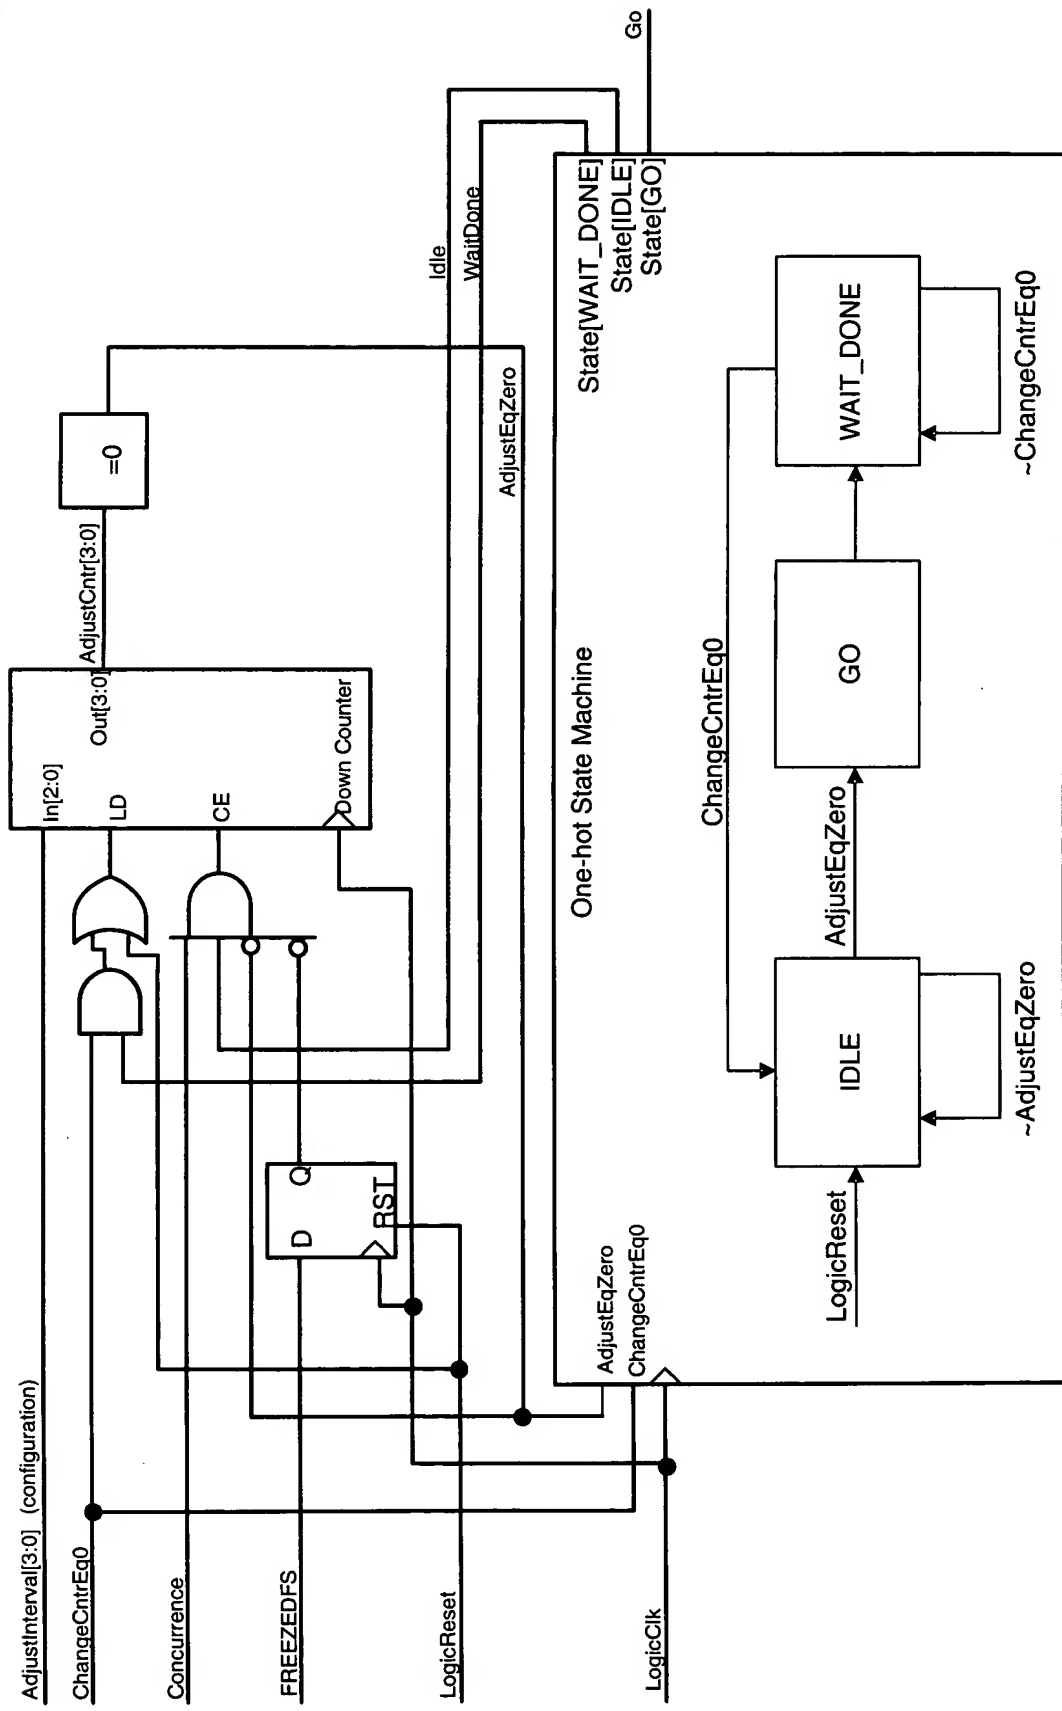 AdjustInterval[3:0] (configuration)
ChangeCntrEq0
Concurrence
FREEZEDFS
LogicReset
LogicClk
In[2:0]
LD
CE
Out[3:0]
Down Counter
AdjustCntr[3:0]
=0
D
Q
RST
Idle
WaitDone
AdjustEqZero
Go
AdjustEqZero
ChangeCntrEq0
One-hot State Machine
State[WAIT_DONE]
State[IDLE]
State[GO]
ChangeCntrEq0
LogicReset
IDLE
AdjustEqZero
GO
WAIT_DONE
~AdjustEqZero
~ChangeCntrEq0